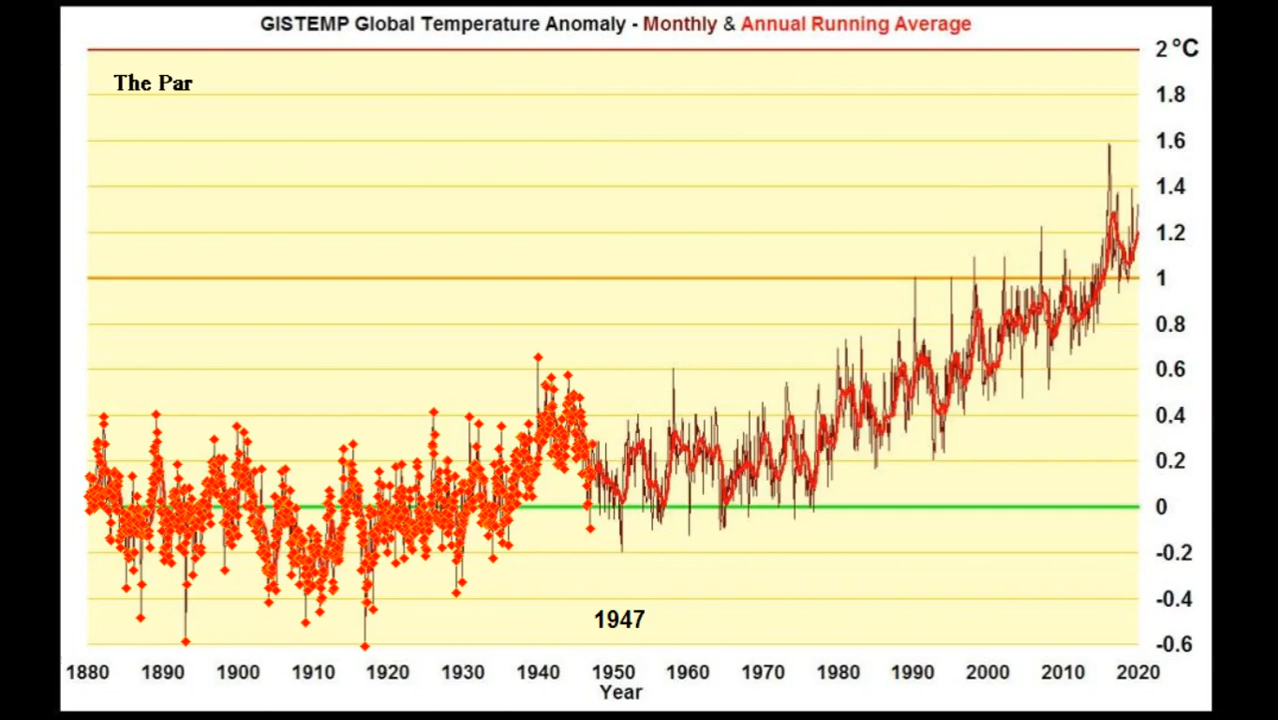 GISTEMP Global Temperature Anomaly - Monthly & Annual Running Average
2°C
The Par
1.8
1.6
1.4
1.2
1
0.8
0.6
0.4
0.2
0
-0.2
-0.4
1947
-0.6
1880 1890 1900 1910 1920 1930 1940 1950 1960 1970 1980 1990 2000 2010 2020
Year